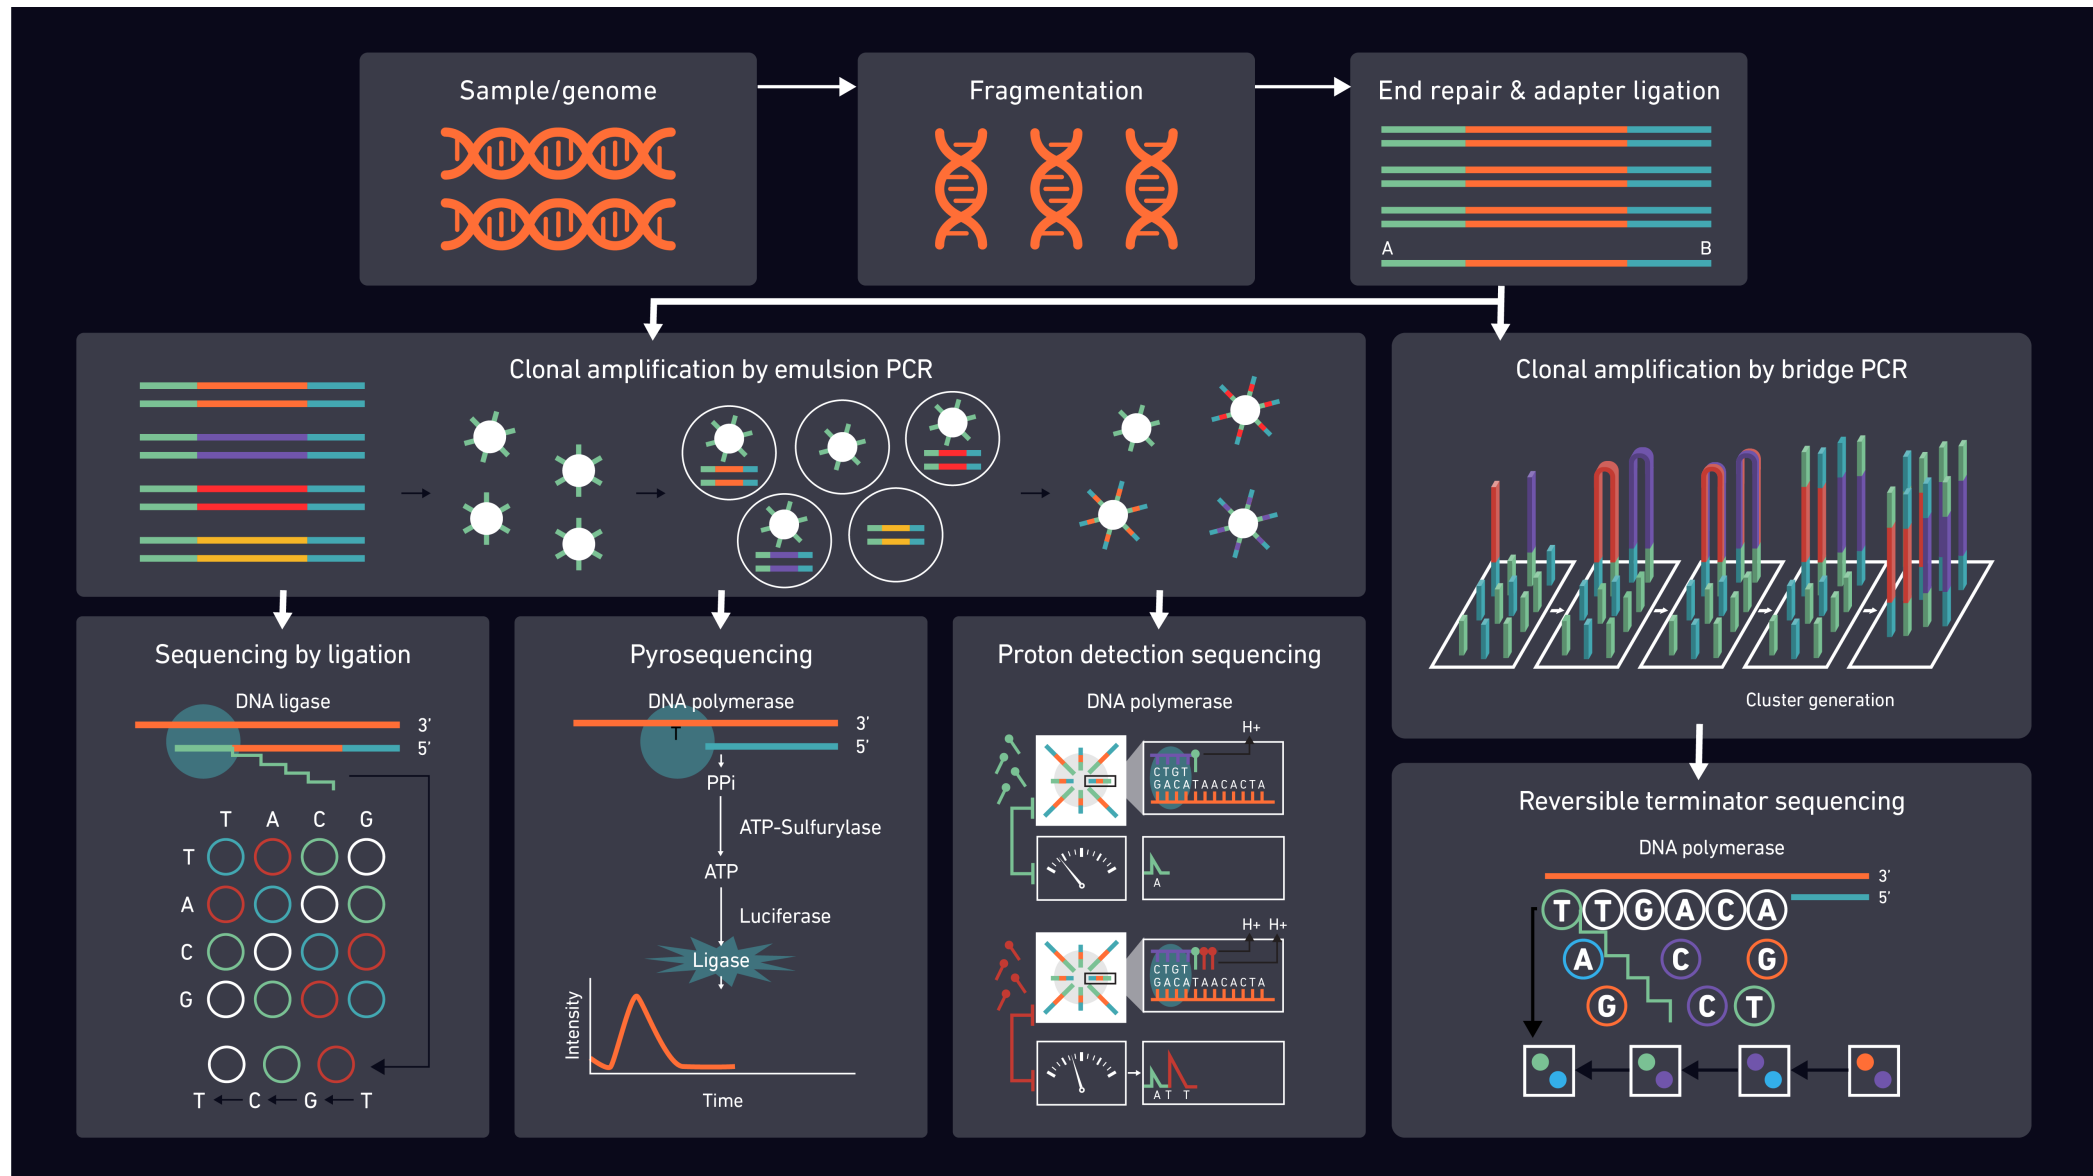 Sample/genome
Fragmentation
End repair & adapter ligation
A B
Clonal amplification by emulsion PCR
Clonal amplification by bridge PCR
Cluster generation
Sequencing by ligation
DNA ligase
3’
5’
T A C G
T
A
C
G
T C G T
Pyrosequencing
DNA polymerase
3’
T
5’
PPi
ATP-Sulfurylase
ATP
Luciferase
Ligase
Intensity
Time
Proton detection sequencing
DNA polymerase
H+
CTGT
GACATAACACTA
A
H+ H+
CTGT
GACATAACACTA
A T T
Reversible terminator sequencing
DNA polymerase
3’
5’
T T G A C A
A C G
G C T